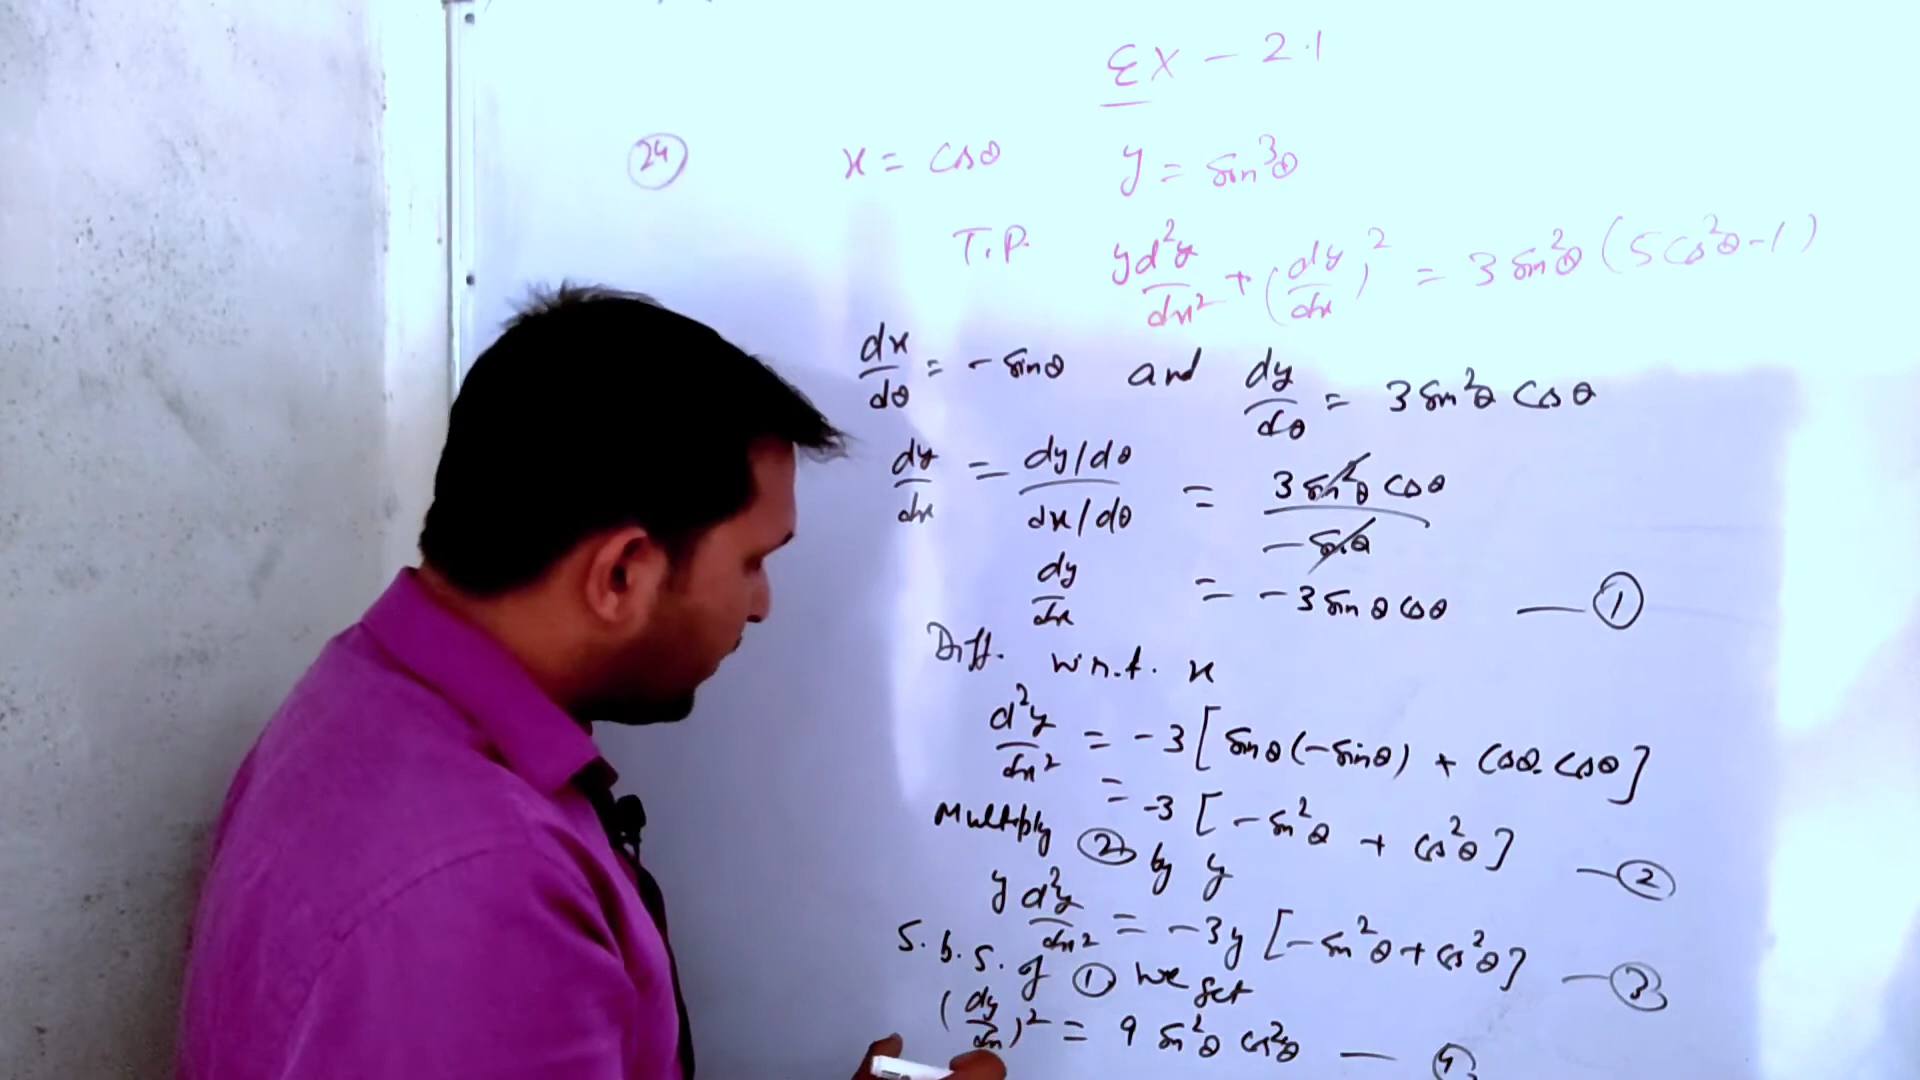 Ex - 2.1
24 x = cosθ y = sin³θ
T.P. y d²y/dx² + (dy/dx)² = 3 sin²θ (5cos²θ-1)
dx/dθ = - sinθ and dy/dθ = 3 sin²θ cosθ
dy/dx = dy/dθ / dx/dθ = 3 sin²θ cosθ / - sinθ
dy/dx = - 3 sinθ cosθ — 1
Diff. w.r.t. x
d²y/dx² = -3 [ sinθ (-sinθ) + cosθ. cosθ ]
= -3 [ - sin²θ + cos²θ ] — 2
Multiply 2 by y
y d²y/dx² = -3y [ - sin²θ + cos²θ ] — 3
S. b. s. of 1 we get
(dy/dx)² = 9 sin²θ cos²θ — 4